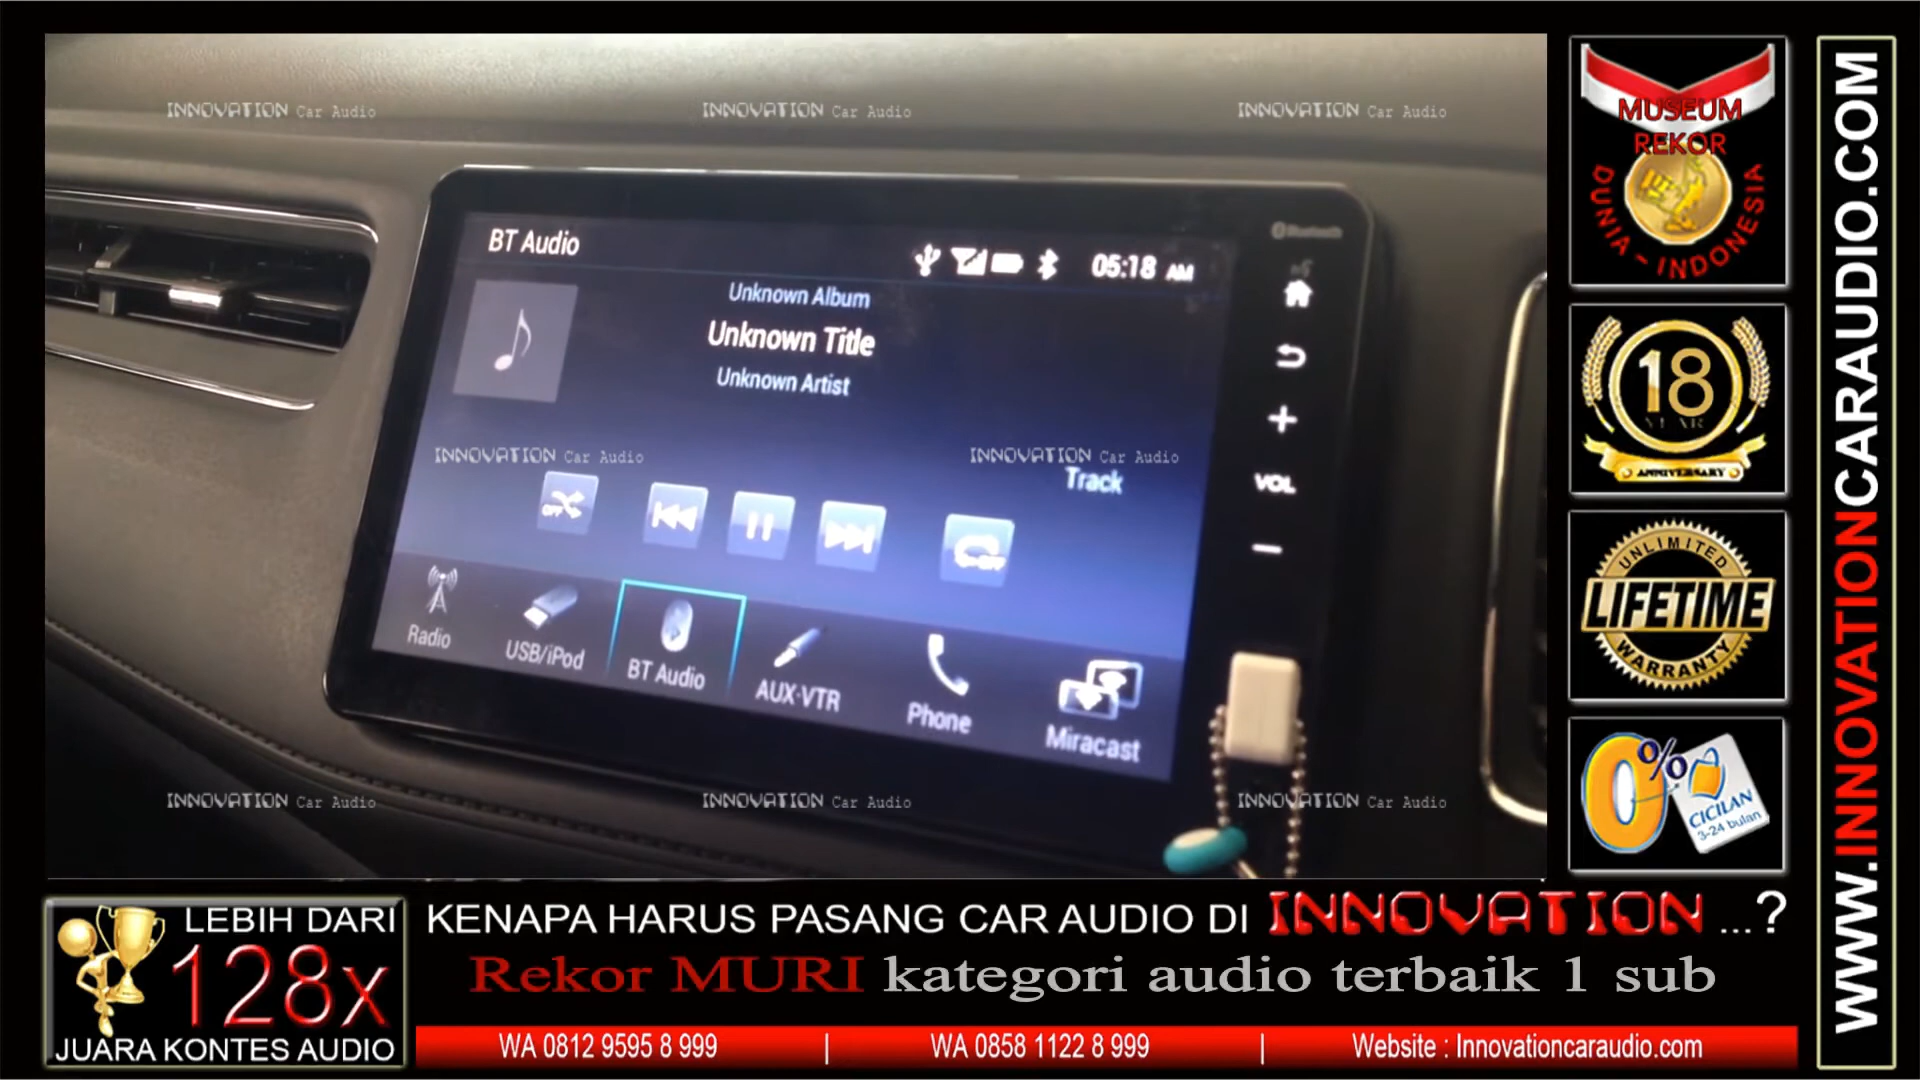 INNOVATION Car Audio
INNOVATION Car Audio
INNOVATION Car Audio
Bluetooth
BT Audio
05:18 AM
Unknown Album
Unknown Title
Unknown Artist
INNOVATION Car Audio
INNOVATION Car Audio
Track
VOL
OFF
OFF
Radio
USB/iPod
BT Audio
AUX·VTR
Phone
Miracast
INNOVATION Car Audio
INNOVATION Car Audio
INNOVATION Car Audio
MUSEUM
REKOR
DUNIA - INDONESIA
18
YEAR
ANNIVERSARY
UNLIMITED
LIFETIME
WARRANTY
0%
CICILAN
3-24 bulan
WWW.INNOVATIONCARAUDIO.COM
LEBIH DARI
128x
JUARA KONTES AUDIO
KENAPA HARUS PASANG CAR AUDIO DI INNOVATION ...?
Rekor MURI kategori audio terbaik 1 sub
WA 0812 9595 8 999 | WA 0858 1122 8 999 | Website : Innovationcaraudio.com